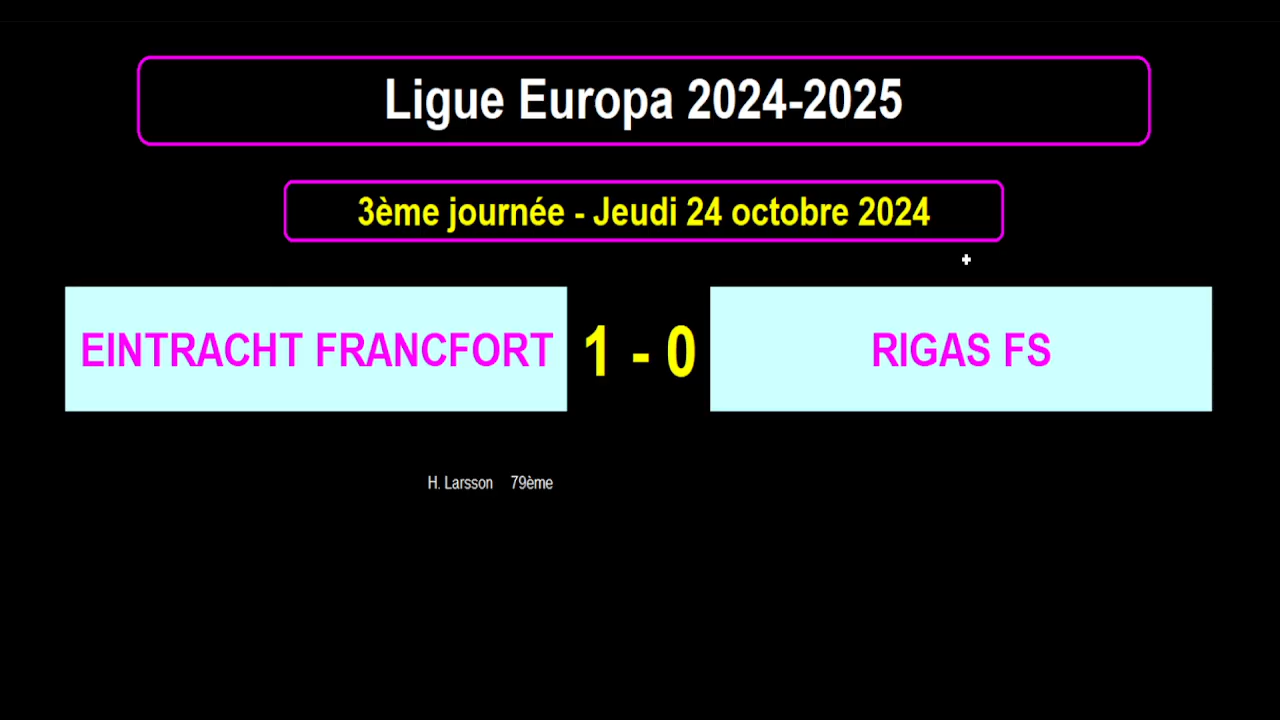 Ligue Europa 2024-2025
3ème journée - Jeudi 24 octobre 2024
EINTRACHT FRANCFORT 1 - 0 RIGAS FS
H. Larsson 79ème